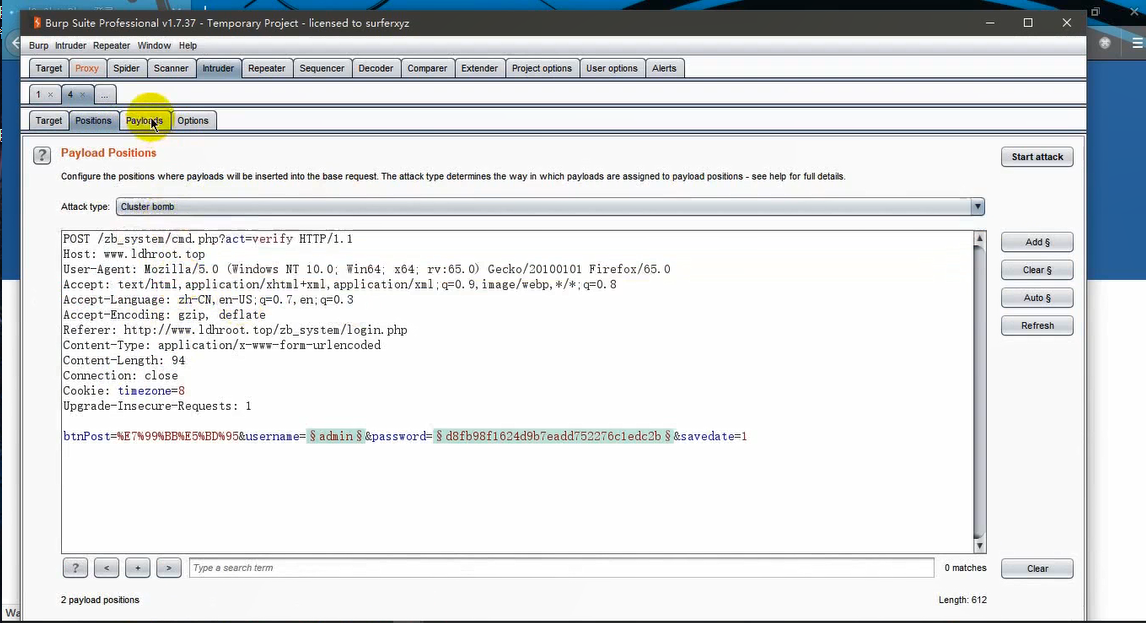 Burp Suite Professional v1.7.37 - Temporary Project - licensed to surferxyz
Burp Intruder Repeater Window Help
Target Proxy Spider Scanner Intruder Repeater Sequencer Decoder Comparer Extender Project options User options Alerts
1 × 4 × ...
Target Positions Payloads Options
? Payload Positions
Start attack
Configure the positions where payloads will be inserted into the base request. The attack type determines the way in which payloads are assigned to payload positions - see help for full details.
Attack type: Cluster bomb
POST /zb_system/cmd.php?act=verify HTTP/1.1
Host: www.ldhroot.top
User-Agent: Mozilla/5.0 (Windows NT 10.0; Win64; x64; rv:65.0) Gecko/20100101 Firefox/65.0
Accept: text/html,application/xhtml+xml,application/xml;q=0.9,image/webp,*/*;q=0.8
Accept-Language: zh-CN,en-US;q=0.7,en;q=0.3
Accept-Encoding: gzip, deflate
Referer: http://www.ldhroot.top/zb_system/login.php
Content-Type: application/x-www-form-urlencoded
Content-Length: 94
Connection: close
Cookie: timezone=8
Upgrade-Insecure-Requests: 1
btnPost=%E7%99%BB%E5%BD%95&username=§admin§&password=§d8fb98f1624d9b7eadd752276c1edc2b§&savedate=1
Add §
Clear §
Auto §
Refresh
? < + > Type a search term 0 matches Clear
2 payload positions Length: 612
Wa